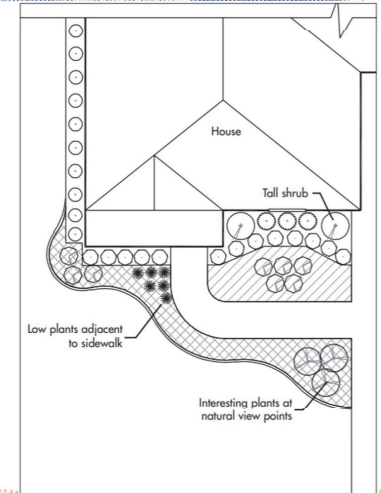 House
Tall shrub
Low plants adjacent
to sidewalk
Interesting plants at
natural view points